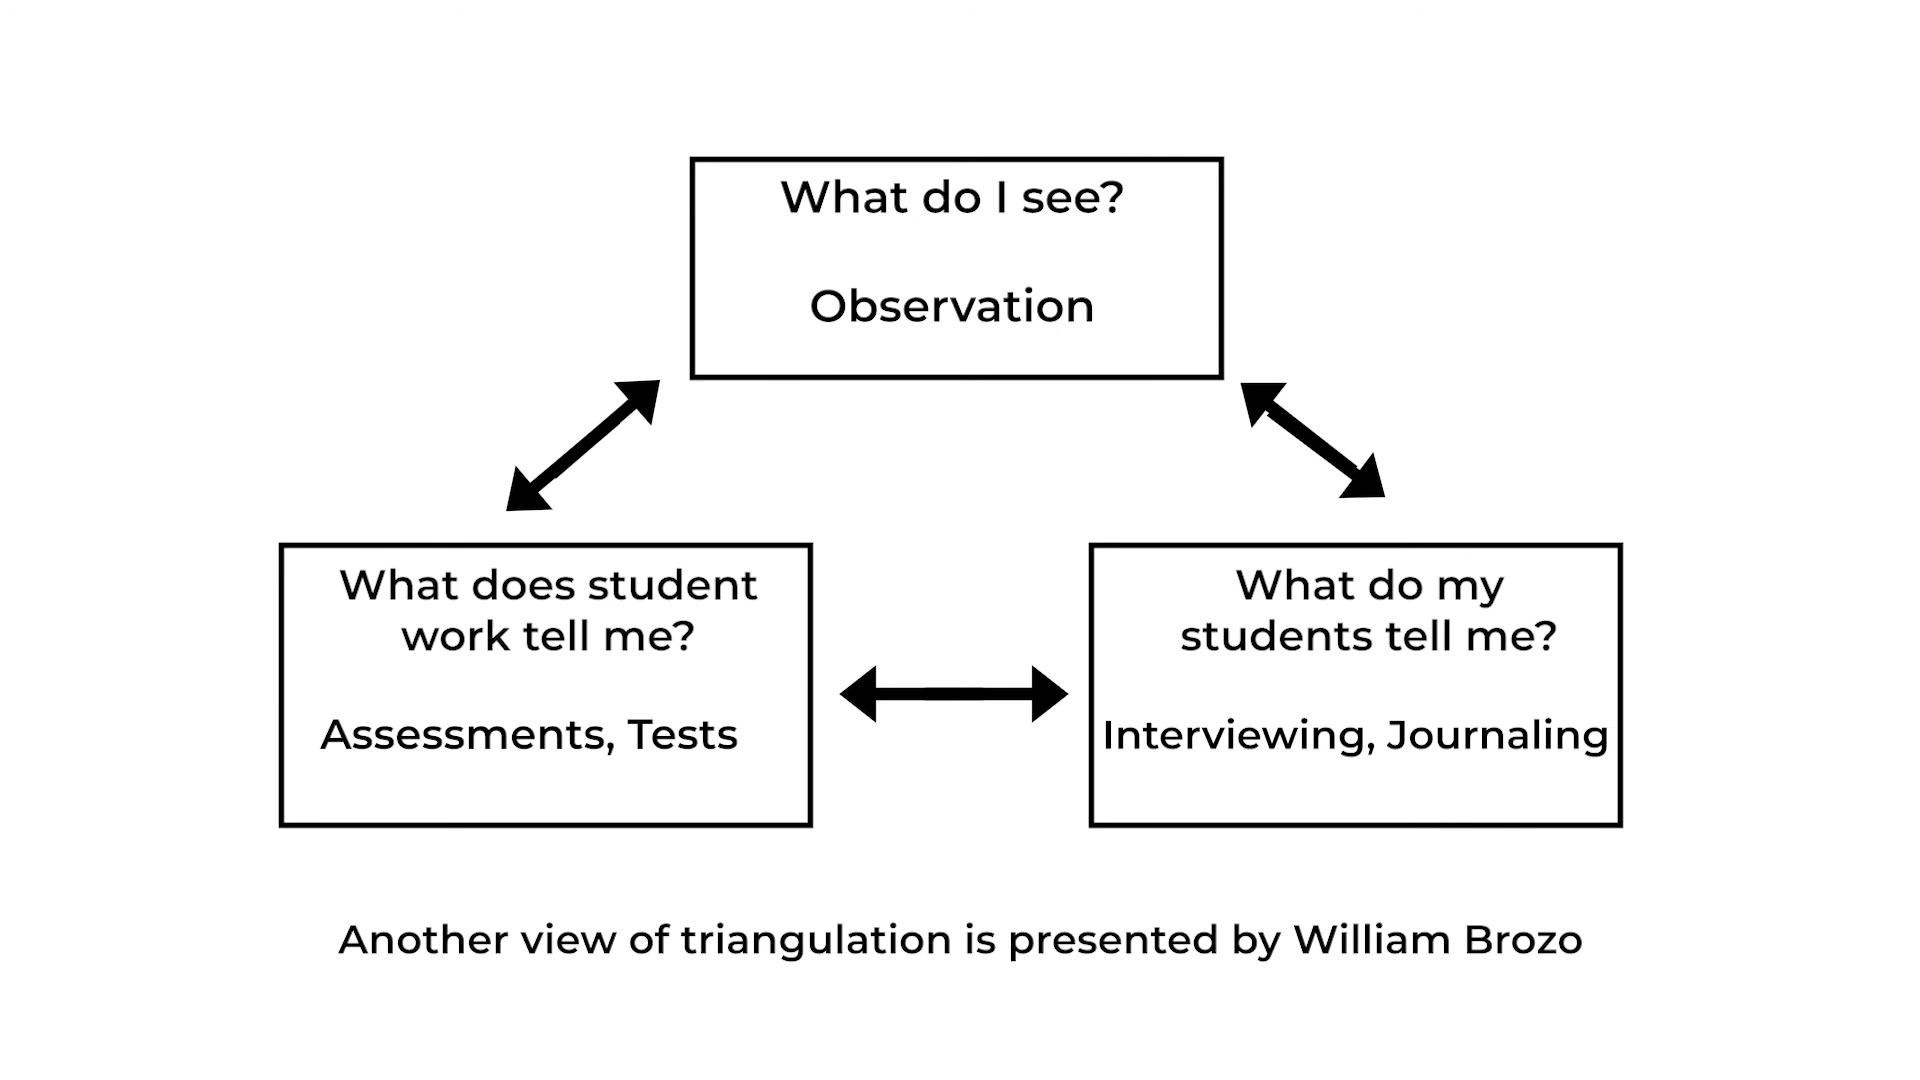 What do I see?
Observation
What does student
work tell me?
Assessments, Tests
What do my
students tell me?
Interviewing, Journaling
Another view of triangulation is presented by William Brozo